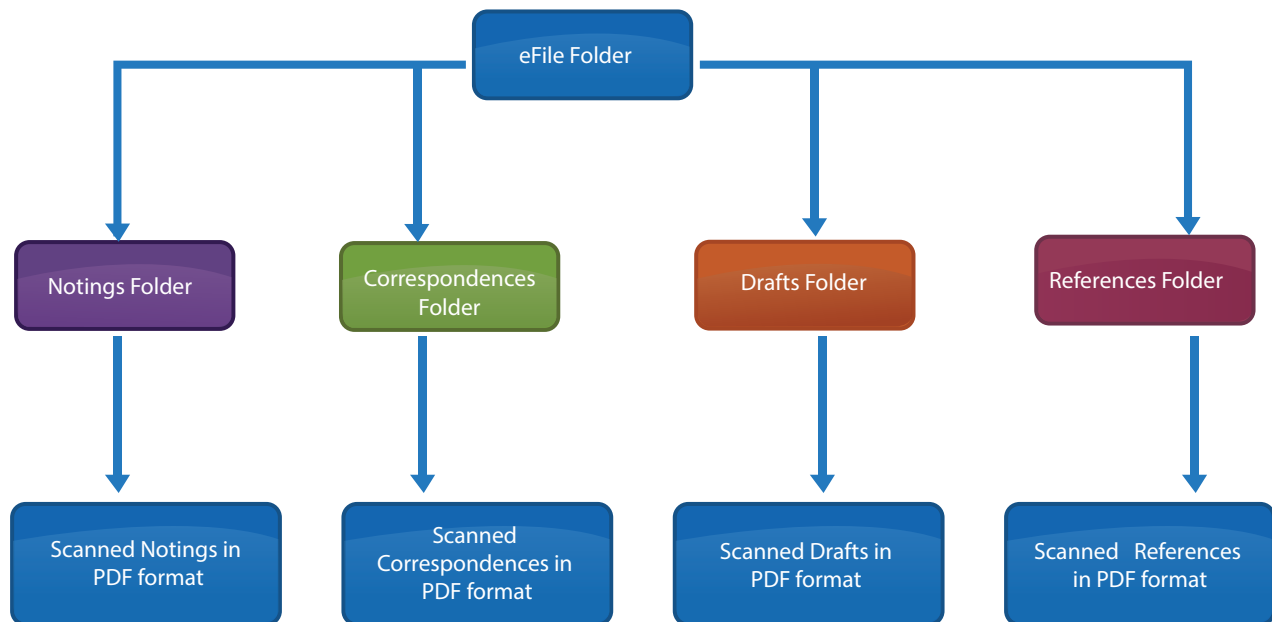 eFile Folder
Notings Folder
Correspondences
Folder
Drafts Folder
References Folder
Scanned Notings in
PDF format
Scanned
Correspondences in
PDF format
Scanned Drafts in
PDF format
Scanned References
in PDF format